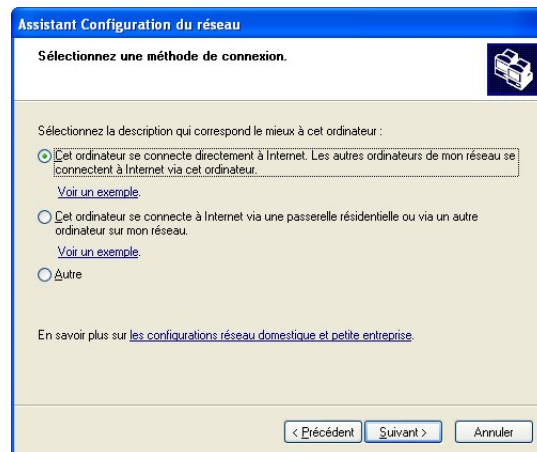 Assistant Configuration du réseau
Sélectionnez une méthode de connexion.
Sélectionnez la description qui correspond le mieux à cet ordinateur :
Cet ordinateur se connecte directement à Internet. Les autres ordinateurs de mon réseau se
connectent à Internet via cet ordinateur.
Voir un exemple.
Cet ordinateur se connecte à Internet via une passerelle résidentielle ou via un autre
ordinateur sur mon réseau.
Voir un exemple.
Autre
En savoir plus sur les configurations réseau domestique et petite entreprise.
< Précédent Suivant > Annuler